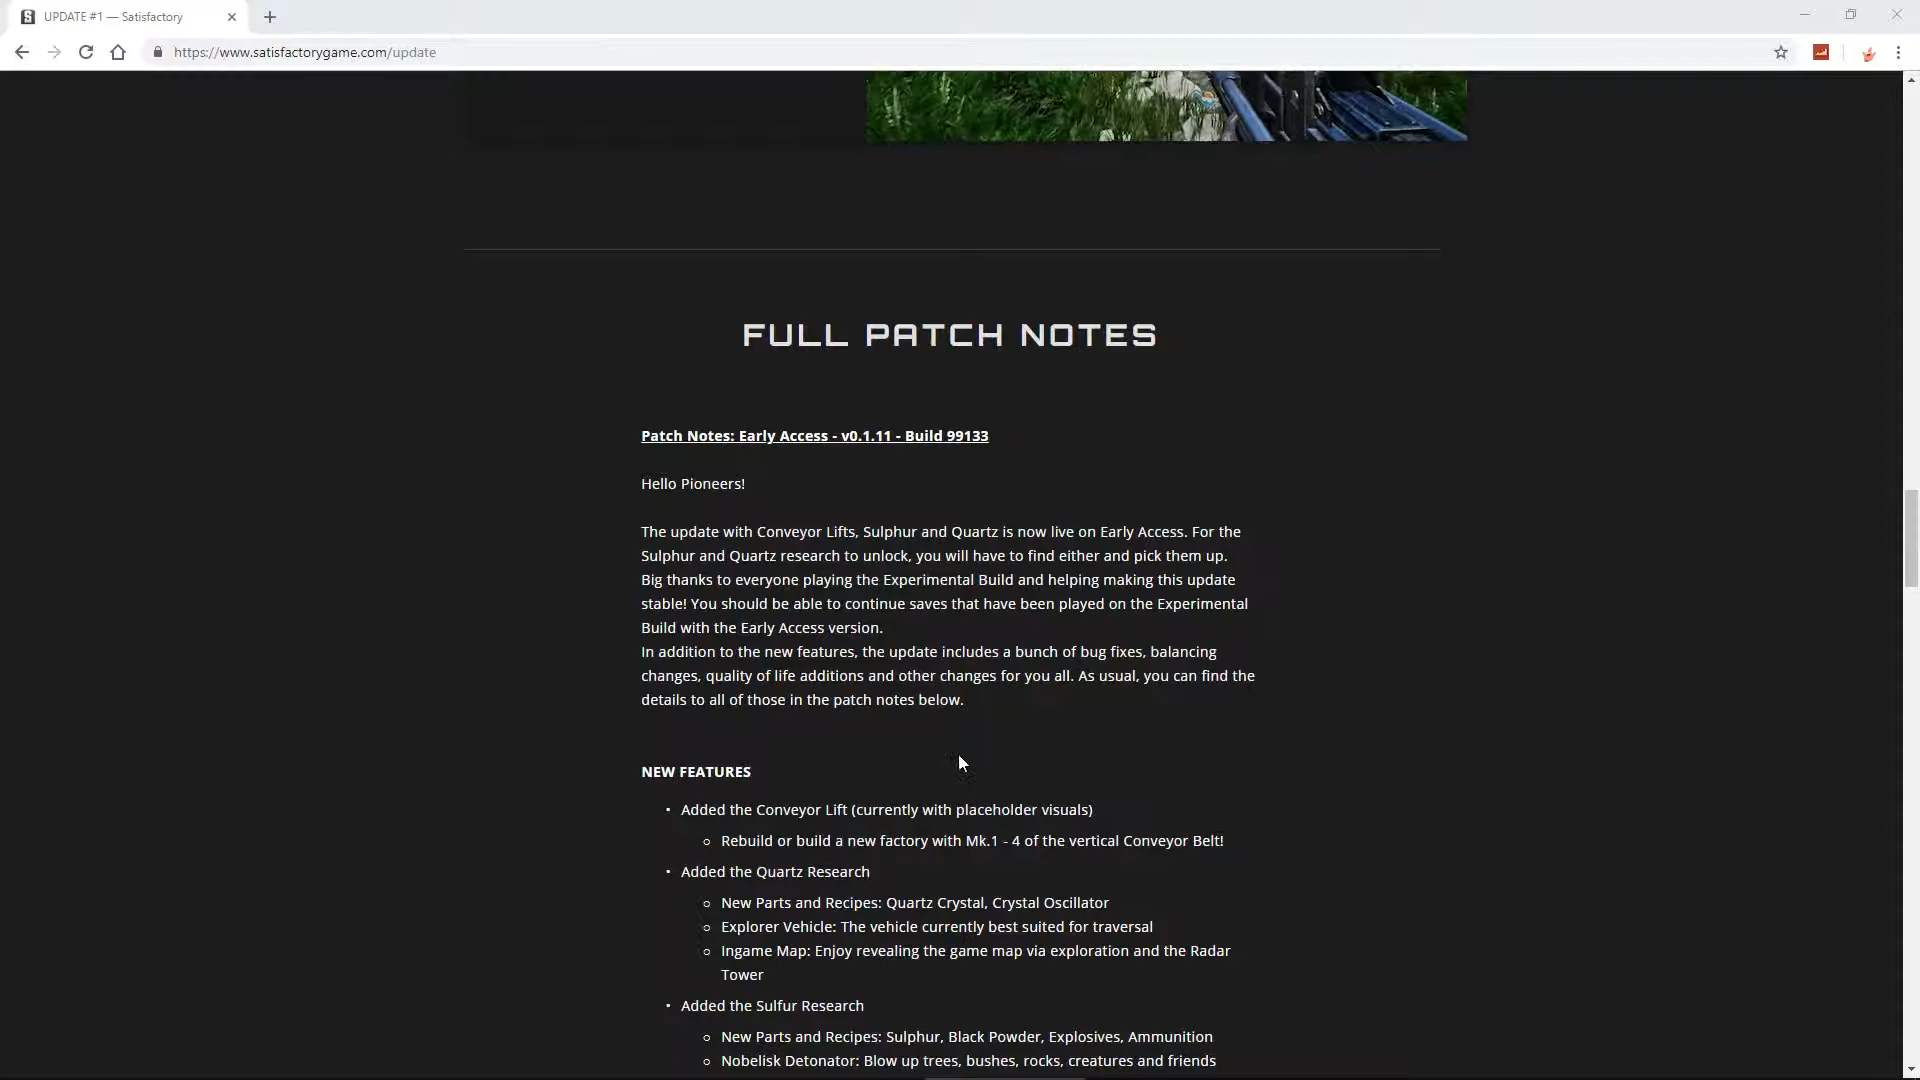 UPDATE #1 — Satisfactory
https://www.satisfactorygame.com/update
FULL PATCH NOTES
Patch Notes: Early Access - v0.1.11 - Build 99133
Hello Pioneers!
The update with Conveyor Lifts, Sulphur and Quartz is now live on Early Access. For the
Sulphur and Quartz research to unlock, you will have to find either and pick them up.
Big thanks to everyone playing the Experimental Build and helping making this update
stable! You should be able to continue saves that have been played on the Experimental
Build with the Early Access version.
In addition to the new features, the update includes a bunch of bug fixes, balancing
changes, quality of life additions and other changes for you all. As usual, you can find the
details to all of those in the patch notes below.
NEW FEATURES
• Added the Conveyor Lift (currently with placeholder visuals)
○ Rebuild or build a new factory with Mk.1 - 4 of the vertical Conveyor Belt!
• Added the Quartz Research
○ New Parts and Recipes: Quartz Crystal, Crystal Oscillator
○ Explorer Vehicle: The vehicle currently best suited for traversal
○ Ingame Map: Enjoy revealing the game map via exploration and the Radar
Tower
• Added the Sulfur Research
○ New Parts and Recipes: Sulphur, Black Powder, Explosives, Ammunition
○ Nobelisk Detonator: Blow up trees, bushes, rocks, creatures and friends